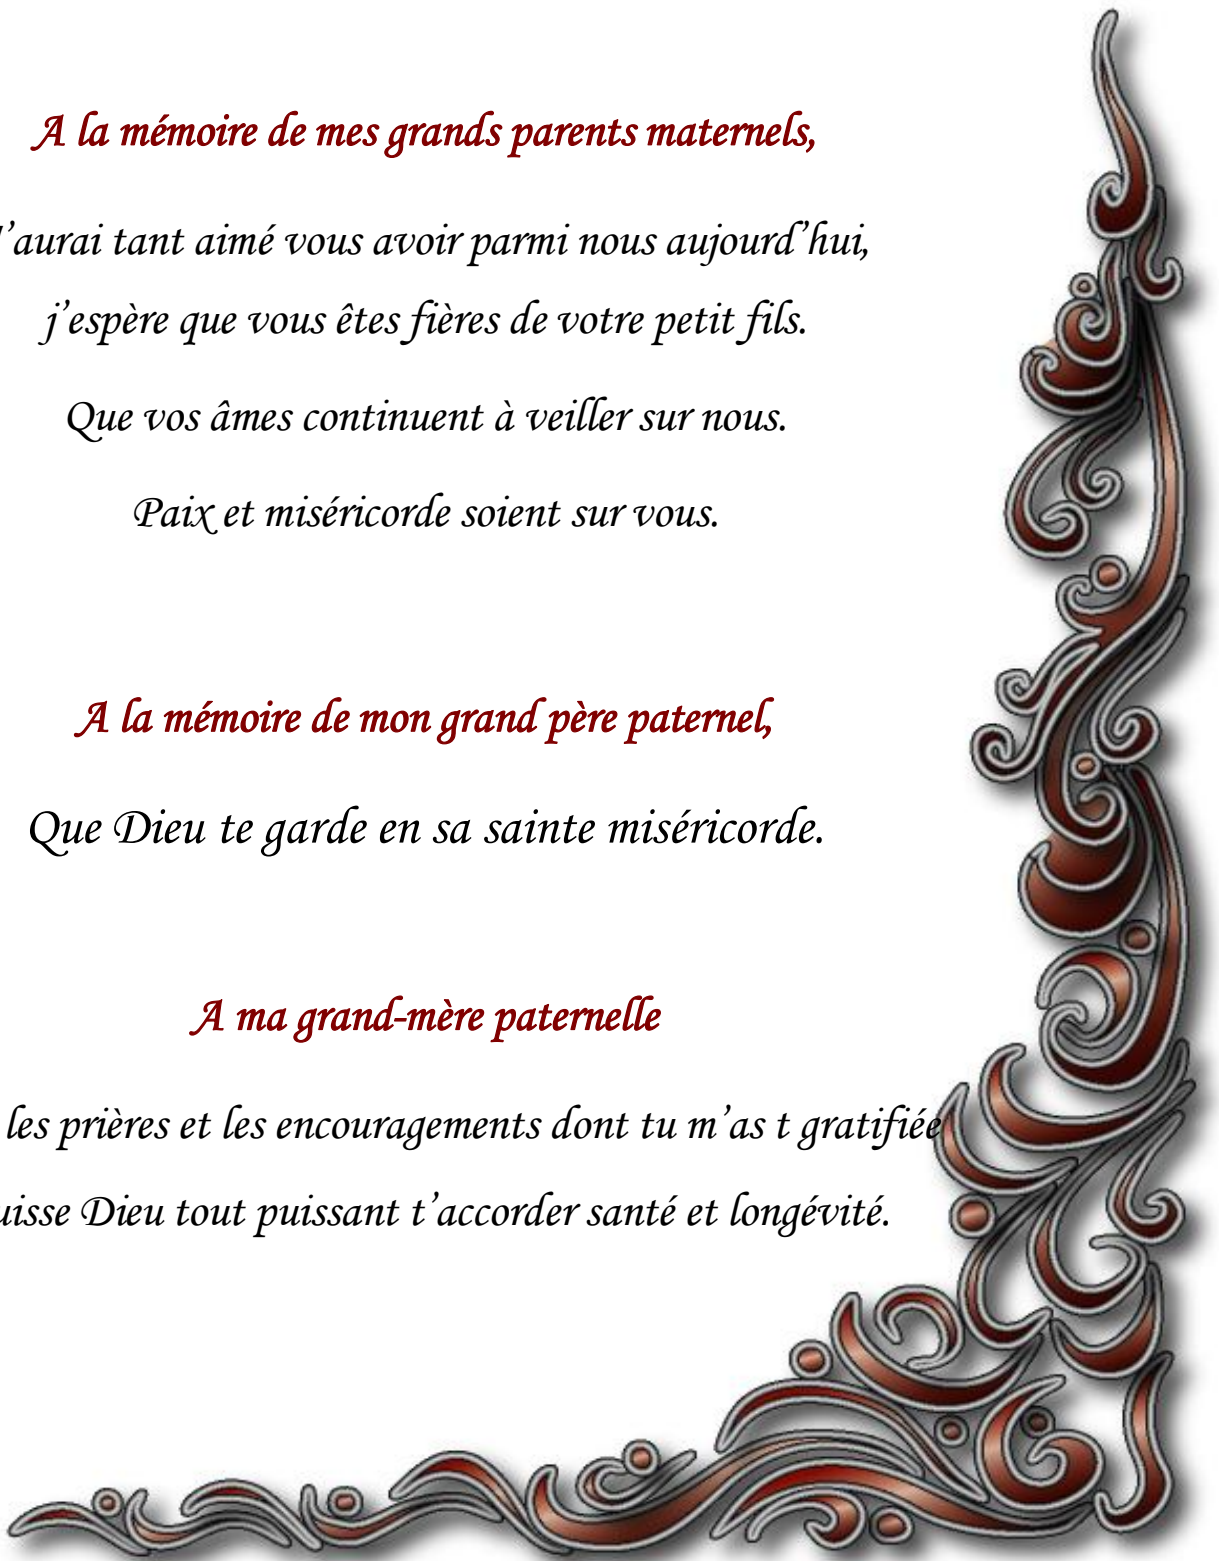 A la mémoire de mes grands parents maternels,
J’aurai tant aimé vous avoir parmi nous aujourd’hui,
j’espère que vous êtes fières de votre petit fils.
Que vos âmes continuent à veiller sur nous.
Paix et miséricorde soient sur vous.
A la mémoire de mon grand père paternel,
Que Dieu te garde en sa sainte miséricorde.
A ma grand-mère paternelle
les prières et les encouragements dont tu m’as t gratifiée
uisse Dieu tout puissant t’accorder santé et longévité.